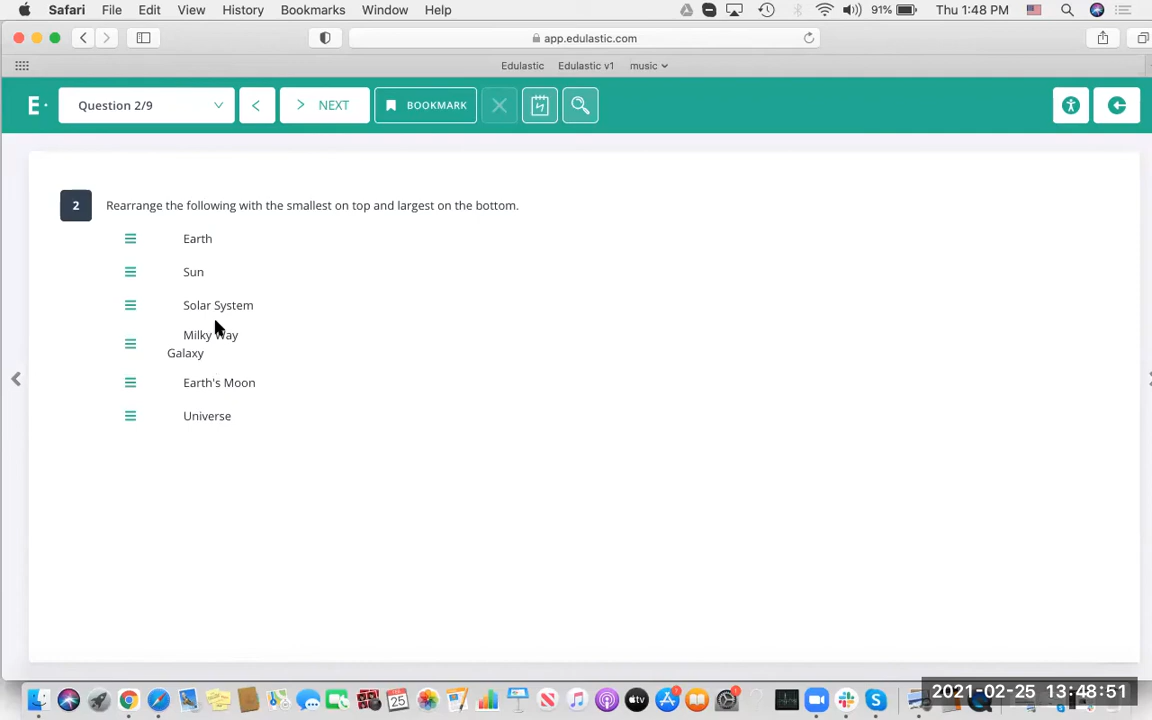 Safari File Edit View History Bookmarks Window Help 91% Thu 1:48 PM
app.edulastic.com
Edulastic Edulastic v1 music
E Question 2/9 NEXT BOOKMARK
2 Rearrange the following with the smallest on top and largest on the bottom.
Earth
Sun
Solar System
Milky Way
Galaxy
Earth's Moon
Universe
25
2021-02-25 13:48:51